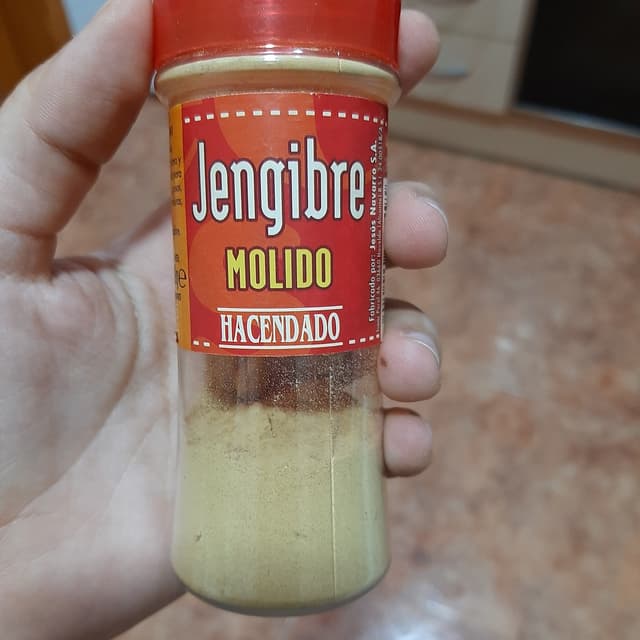 Jengibre
MOLIDO
HACENDADO
Fabricado por: Jesús Navarro S.A.